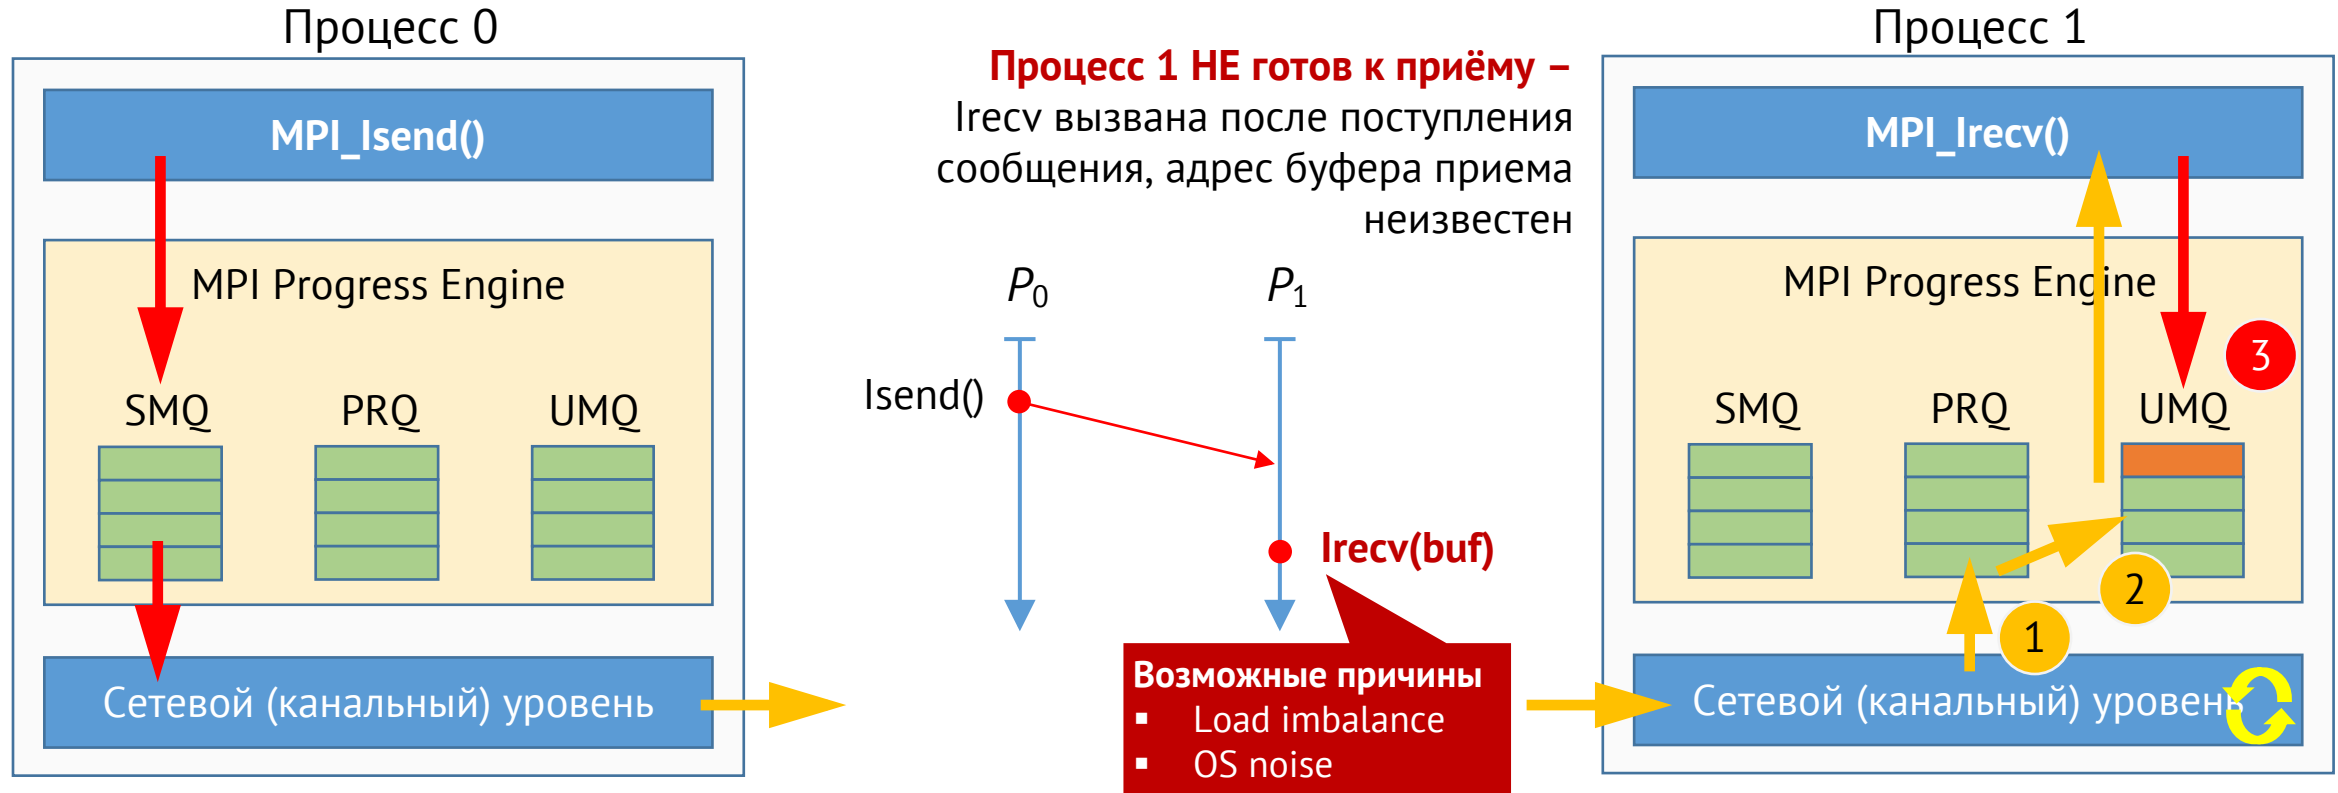 Процесс 0
MPI_Isend()
MPI Progress Engine
SMQ
PRQ
UMQ
Сетевой (канальный) уровень
Процесс 1 НЕ готов к приёму –
Irecv вызвана после поступления
сообщения, адрес буфера приема
неизвестен
P0
P1
Isend()
Irecv(buf)
Возможные причины
▪ Load imbalance
▪ OS noise
Процесс 1
MPI_Irecv()
MPI Progress Engine
3
SMQ
PRQ
UMQ
2
1
Сетевой (канальный) уровень